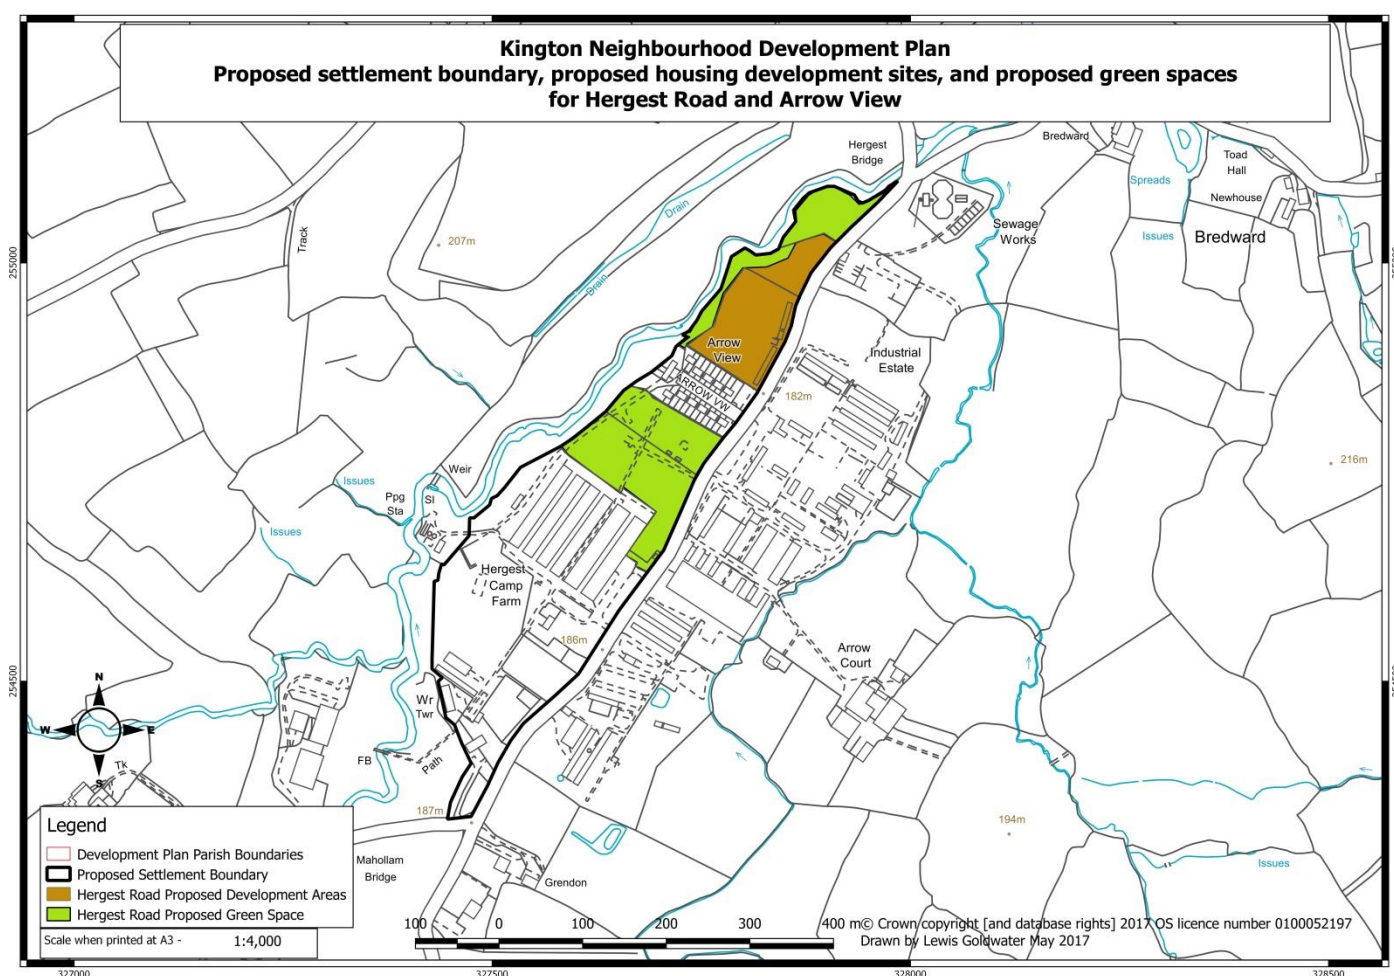 Kington Neighbourhood Development Plan
Proposed settlement boundary, proposed housing development sites, and proposed green spaces
for Hergest Road and Arrow View
Hergest
Bridge
Bredward
Toad
Hall
Spreads
Newhouse
Issues
Bredward
Sewage
Works
Drain
Drain
Track
207m
255000
Arrow
View
ARROW VW
Industrial
Estate
182m
216m
Weir
Issues
Ppg
Sta
Sl
Issues
Hergest
Camp
Farm
186m
Arrow
Court
254500
Wr
Twr
FB
Path
N
W
E
S
Tk
187m
194m
Issues
Mahollam
Bridge
Grendon
Legend
Development Plan Parish Boundaries
Proposed Settlement Boundary
Hergest Road Proposed Development Areas
Hergest Road Proposed Green Space
Scale when printed at A3 - 1:4,000
100 0 100 200 300 400 m
© Crown copyright [and database rights] 2017 OS licence number 0100052197
Drawn by Lewis Goldwater May 2017
327000
327500
328000
328500